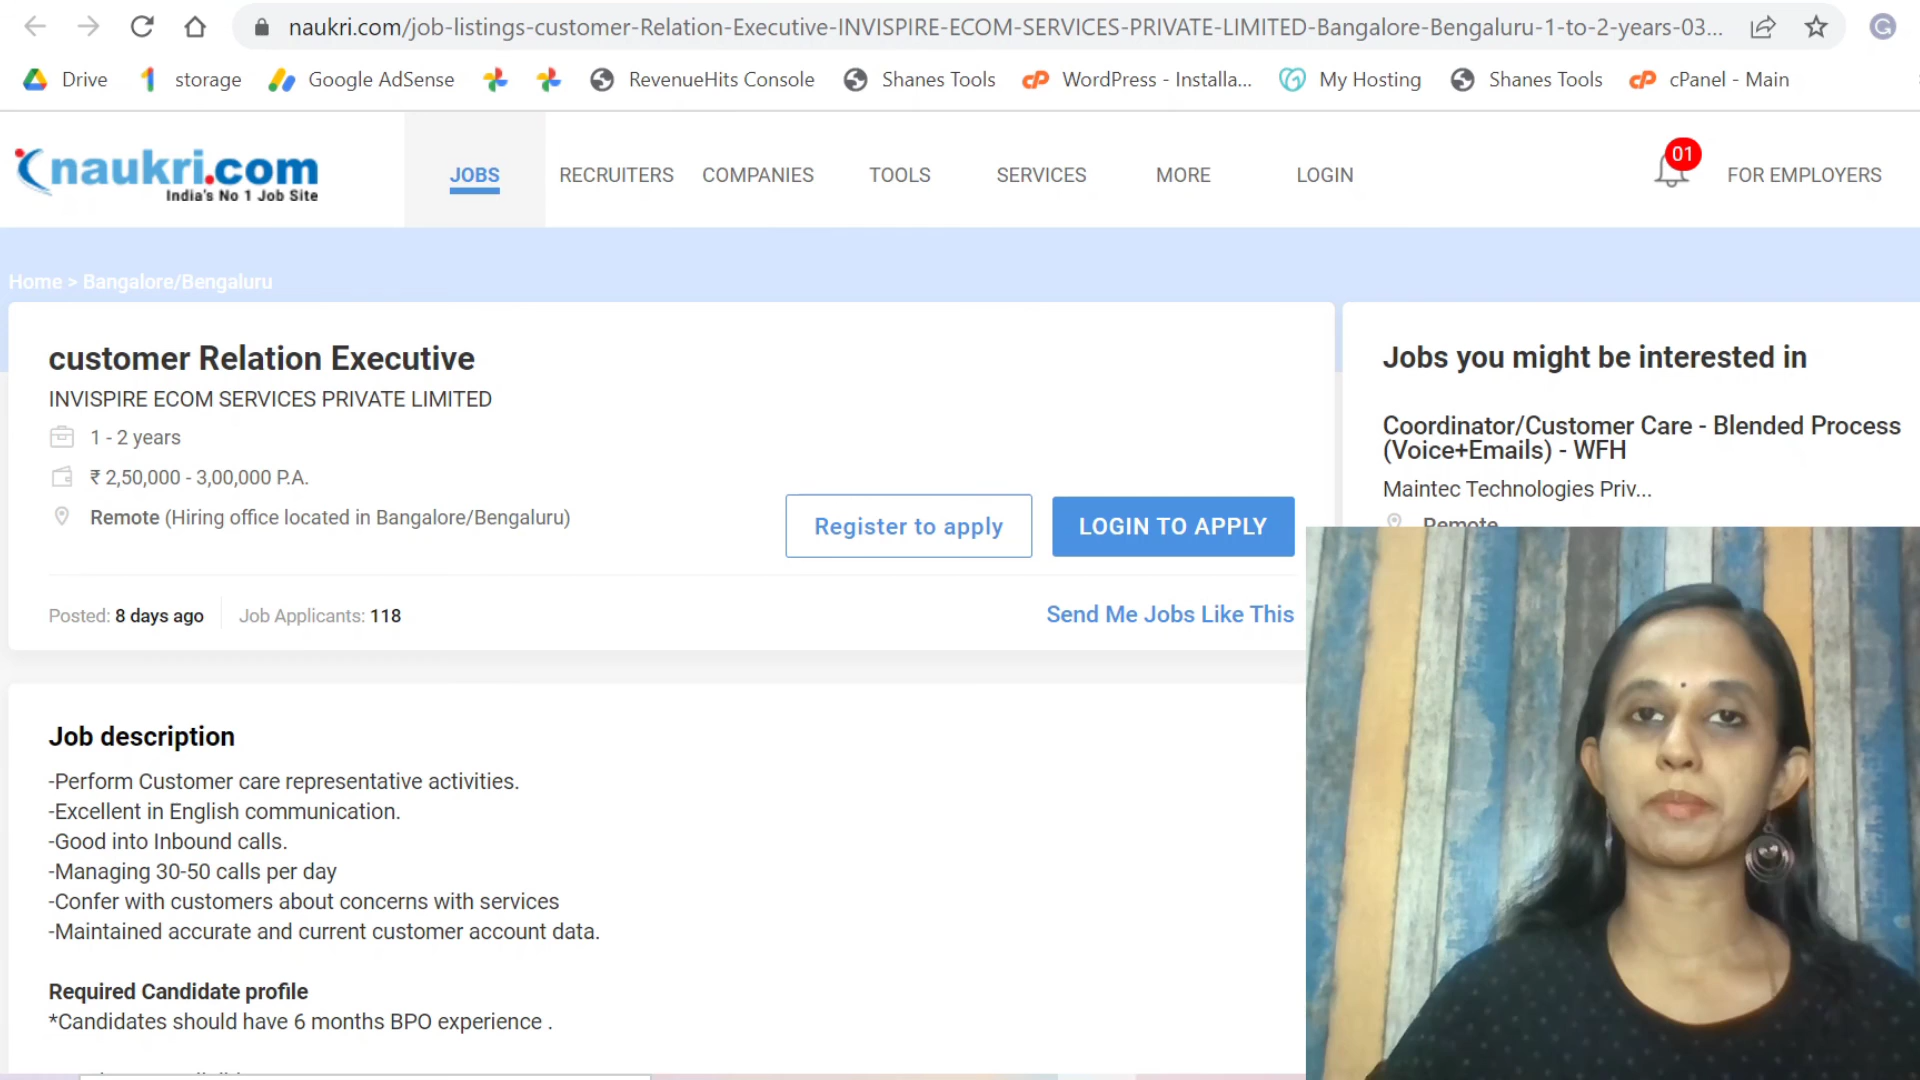 naukri.com/job-listings-customer-Relation-Executive-INVISPIRE-ECOM-SERVICES-PRIVATE-LIMITED-Bangalore-Bengaluru-1-to-2-years-03...
Drive storage Google AdSense RevenueHits Console Shanes Tools WordPress - Installa... My Hosting Shanes Tools cPanel - Main
naukri.com
India's No 1 Job Site
JOBS RECRUITERS COMPANIES TOOLS SERVICES MORE LOGIN 01 FOR EMPLOYERS
Home > Bangalore/Bengaluru
customer Relation Executive
INVISPIRE ECOM SERVICES PRIVATE LIMITED
1 - 2 years
₹ 2,50,000 - 3,00,000 P.A.
Remote (Hiring office located in Bangalore/Bengaluru)
Register to apply LOGIN TO APPLY
Posted: 8 days ago Job Applicants: 118
Send Me Jobs Like This
Jobs you might be interested in
Coordinator/Customer Care - Blended Process
(Voice+Emails) - WFH
Maintec Technologies Priv...
Remote
Job description
-Perform Customer care representative activities.
-Excellent in English communication.
-Good into Inbound calls.
-Managing 30-50 calls per day
-Confer with customers about concerns with services
-Maintained accurate and current customer account data.
Required Candidate profile
*Candidates should have 6 months BPO experience .